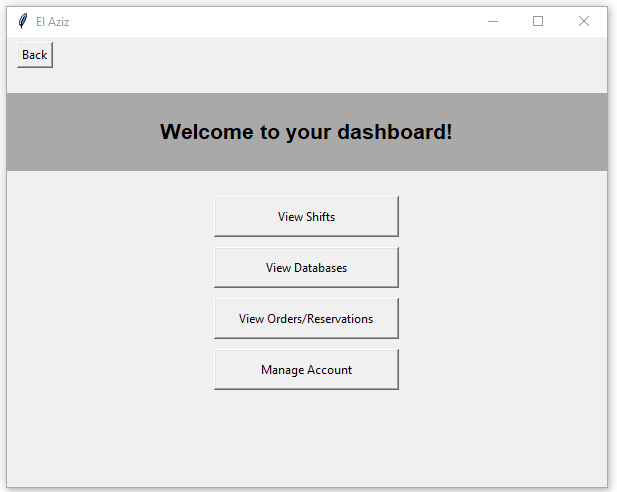 El Aziz
Back
Welcome to your dashboard!
View Shifts
View Databases
View Orders/Reservations
Manage Account